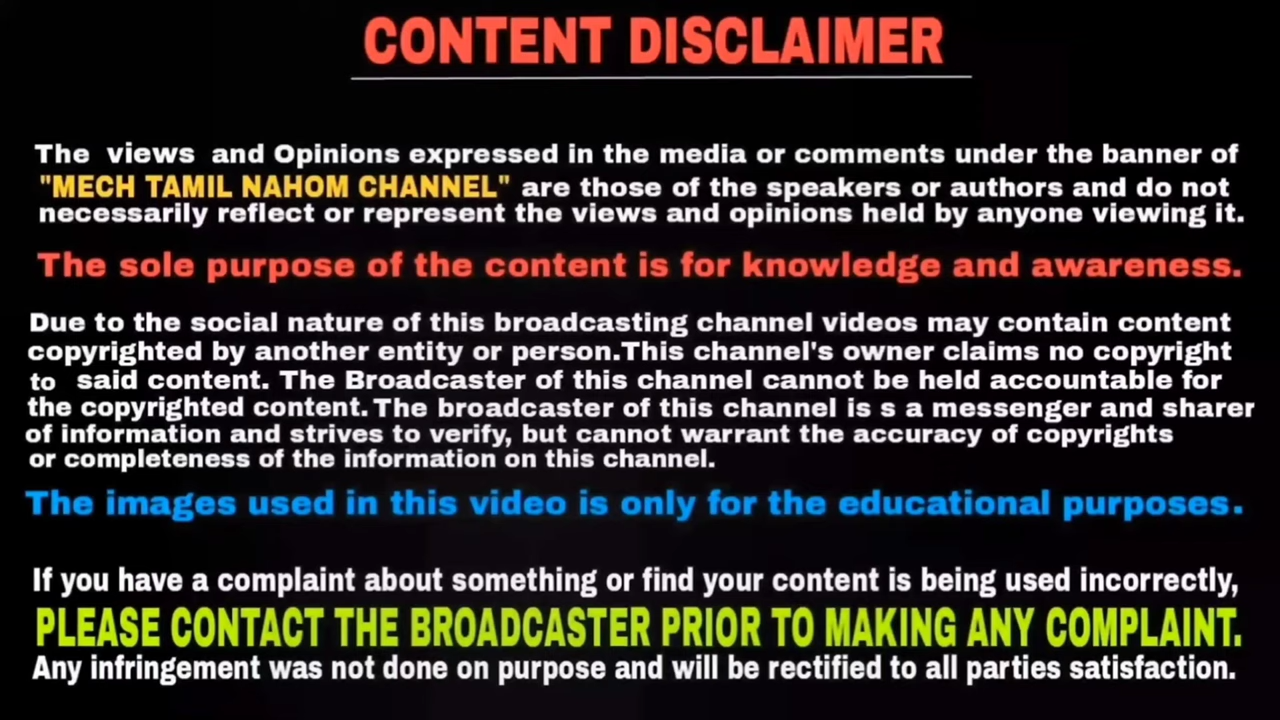 CONTENT DISCLAIMER
The views and Opinions expressed in the media or comments under the banner of
"MECH TAMIL NAHOM CHANNEL" are those of the speakers or authors and do not
necessarily reflect or represent the views and opinions held by anyone viewing it.
The sole purpose of the content is for knowledge and awareness.
Due to the social nature of this broadcasting channel videos may contain content
copyrighted by another entity or person.This channel's owner claims no copyright
to said content. The Broadcaster of this channel cannot be held accountable for
the copyrighted content. The broadcaster of this channel is s a messenger and sharer
of information and strives to verify, but cannot warrant the accuracy of copyrights
or completeness of the information on this channel.
The images used in this video is only for the educational purposes.
If you have a complaint about something or find your content is being used incorrectly,
PLEASE CONTACT THE BROADCASTER PRIOR TO MAKING ANY COMPLAINT.
Any infringement was not done on purpose and will be rectified to all parties satisfaction.